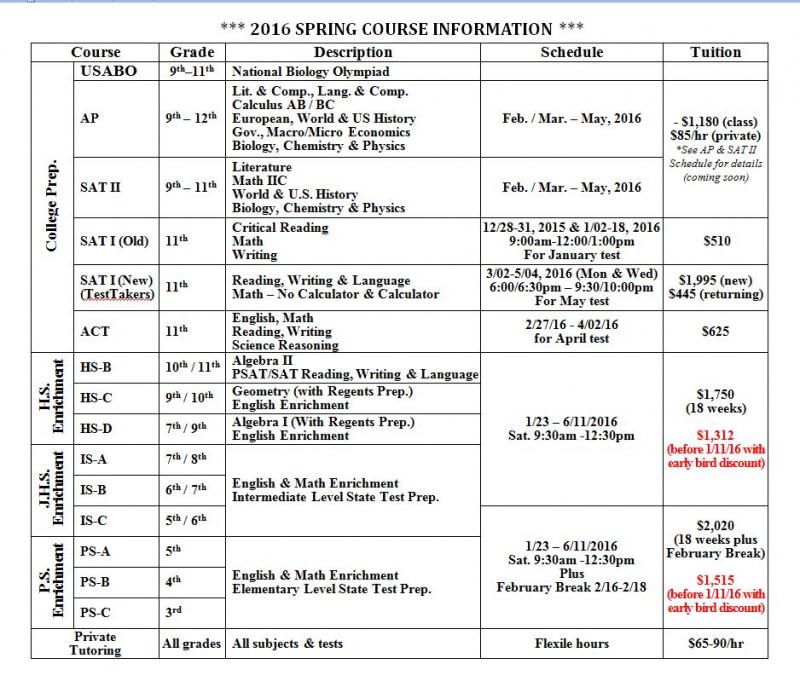 *** 2016 SPRING COURSE INFORMATION ***
Course Grade Description Schedule Tuition
College Prep.
USABO 9th–11th National Biology Olympiad
AP 9th – 12th
Lit. & Comp., Lang. & Comp.
Calculus AB / BC
European, World & US History
Gov., Macro/Micro Economics
Biology, Chemistry & Physics
Feb. / Mar. – May, 2016
- $1,180 (class)
$85/hr (private)
*See AP & SAT II
Schedule for details
(coming soon)
SAT II 9th – 11th
Literature
Math IIC
World & U.S. History
Biology, Chemistry & Physics
Feb. / Mar. – May, 2016
SAT I (Old) 11th
Critical Reading
Math
Writing
12/28-31, 2015 & 1/02-18, 2016
9:00am-12:00/1:00pm
For January test
$510
SAT I (New)
(TestTakers)
11th
Reading, Writing & Language
Math – No Calculator & Calculator
3/02-5/04, 2016 (Mon & Wed)
6:00/6:30pm – 9:30/10:00pm
For May test
$1,995 (new)
$445 (returning)
ACT 11th
English, Math
Reading, Writing
Science Reasoning
2/27/16 - 4/02/16
for April test
$625
H.S.
Enrichment
HS-B 10th / 11th
Algebra II
PSAT/SAT Reading, Writing & Language
HS-C 9th / 10th
Geometry (with Regents Prep.)
English Enrichment
HS-D 7th / 9th
Algebra I (With Regents Prep.)
English Enrichment
1/23 – 6/11/2016
Sat. 9:30am -12:30pm
$1,750
(18 weeks)
$1,312
(before 1/11/16 with
early bird discount)
J.H.S.
Enrichment
IS-A 7th / 8th
IS-B 6th / 7th
IS-C 5th / 6th
English & Math Enrichment
Intermediate Level State Test Prep.
P.S.
Enrichment
PS-A 5th
PS-B 4th
PS-C 3rd
English & Math Enrichment
Elementary Level State Test Prep.
1/23 – 6/11/2016
Sat. 9:30am -12:30pm
Plus
February Break 2/16-2/18
$2,020
(18 weeks plus
February Break)
$1,515
(before 1/11/16 with
early bird discount)
Private
Tutoring
All grades All subjects & tests Flexile hours $65-90/hr